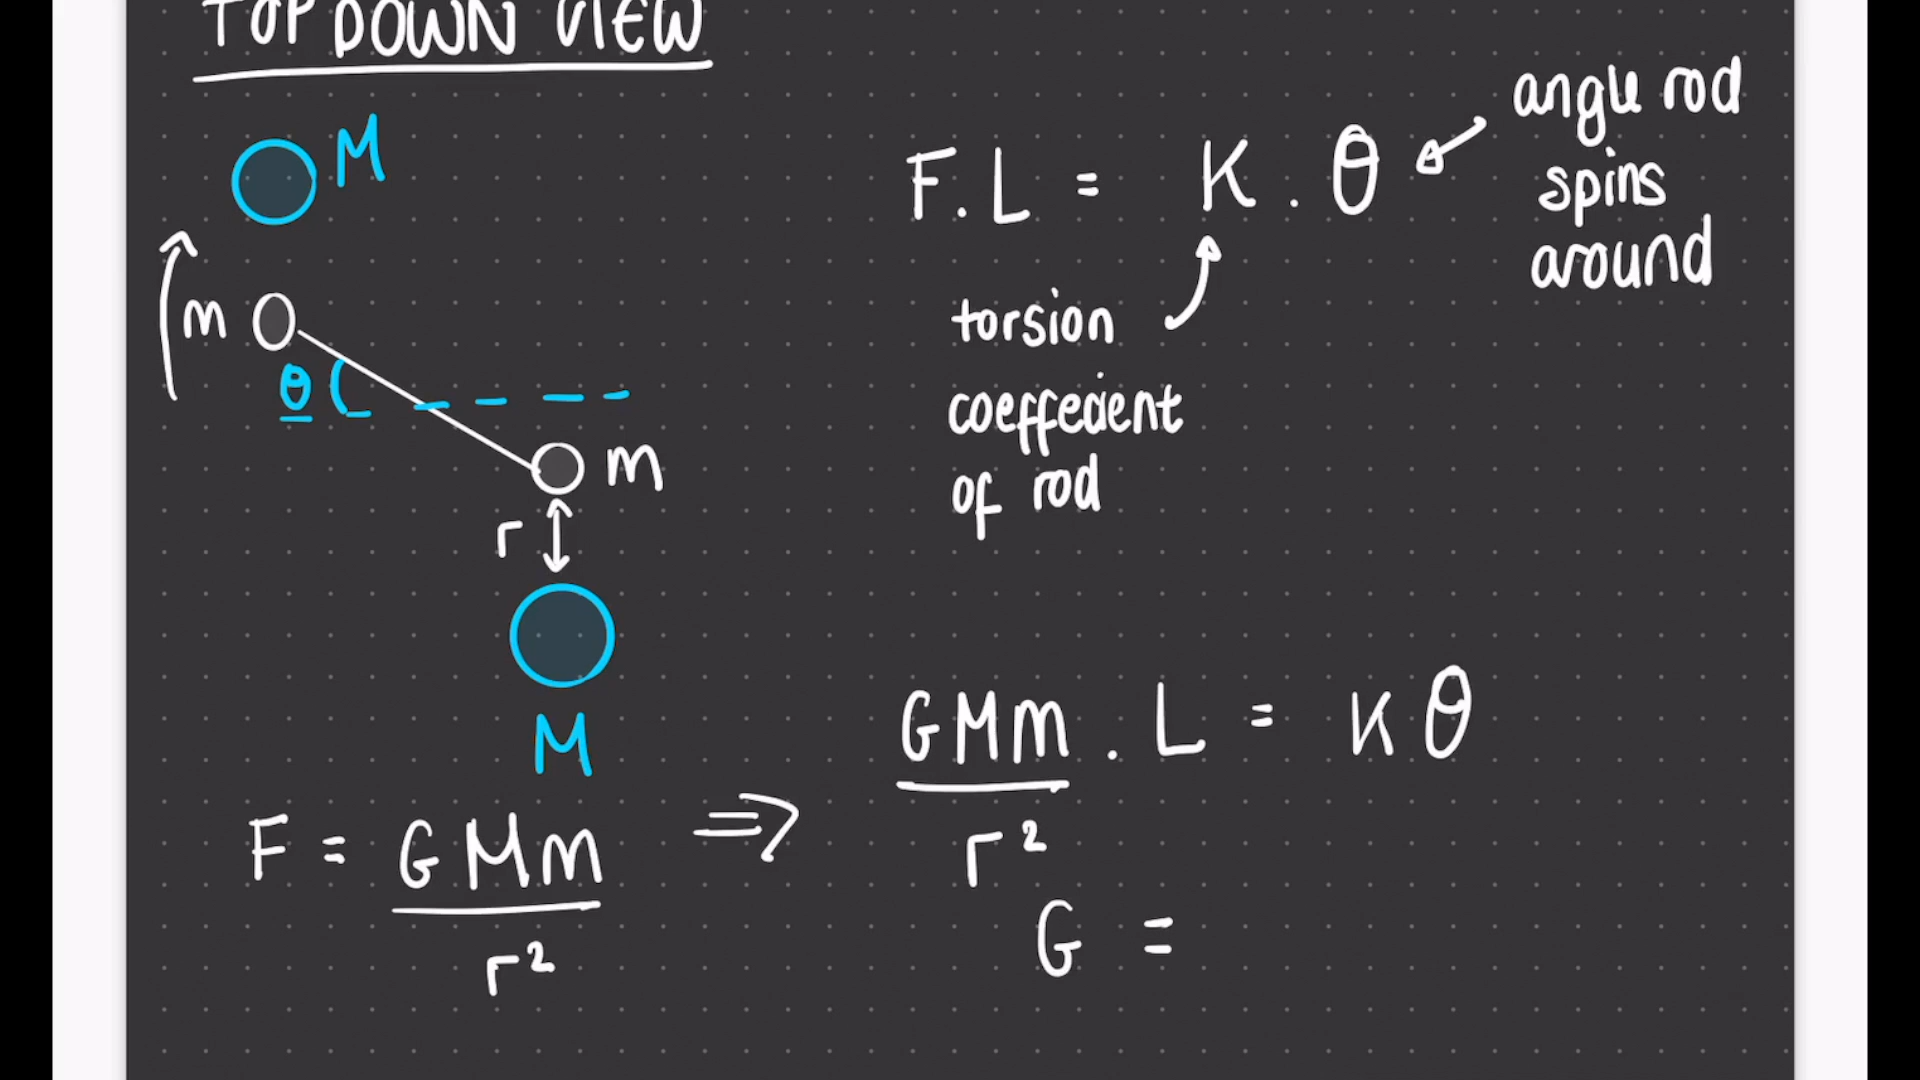 TOP DOWN VIEW
M
m
θ
m
r
M
F = GMm
r²
⇒
angle rod
spins
around
F. L = K . θ
torsion
coeffecient
of rod
GMm . L = Kθ
r²
G =